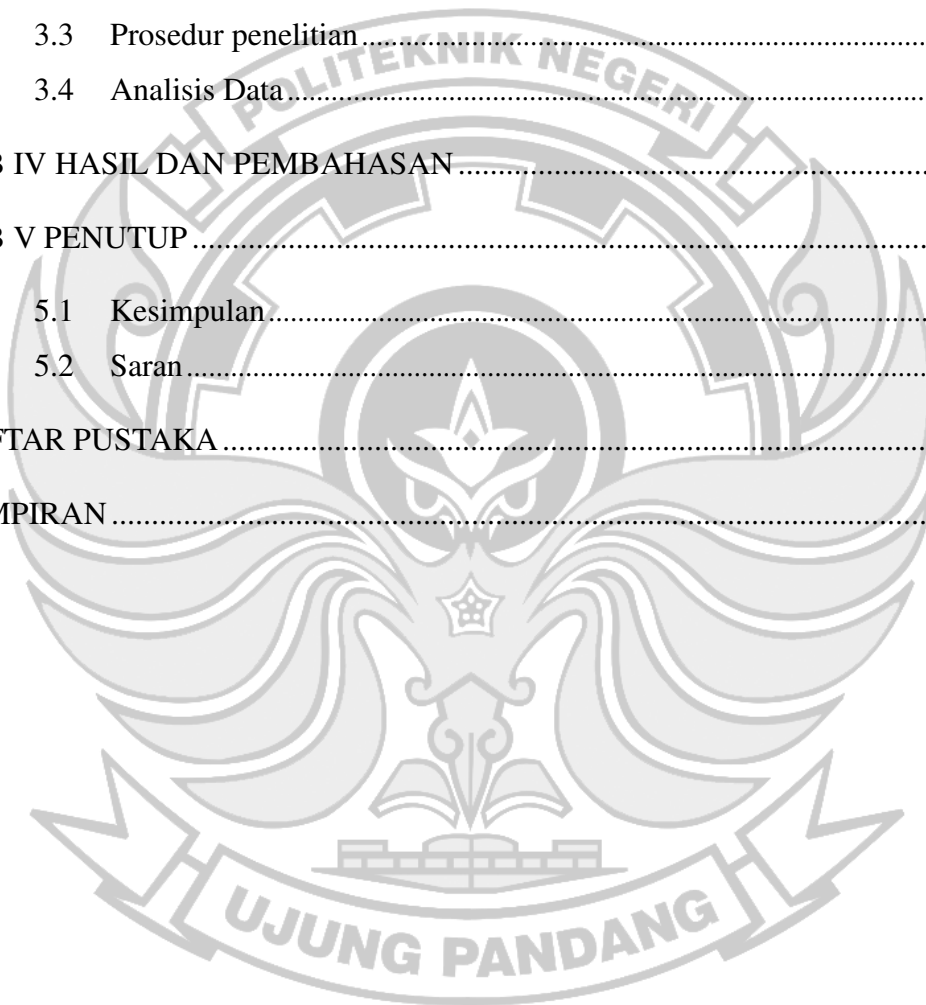 3.3 Prosedur penelitian
3.4 Analisis Data
B IV HASIL DAN PEMBAHASAN
B V PENUTUP
5.1 Kesimpulan
5.2 Saran
FTAR PUSTAKA
MPIRAN
POLITEKNIK NEGERI
UJUNG PANDANG